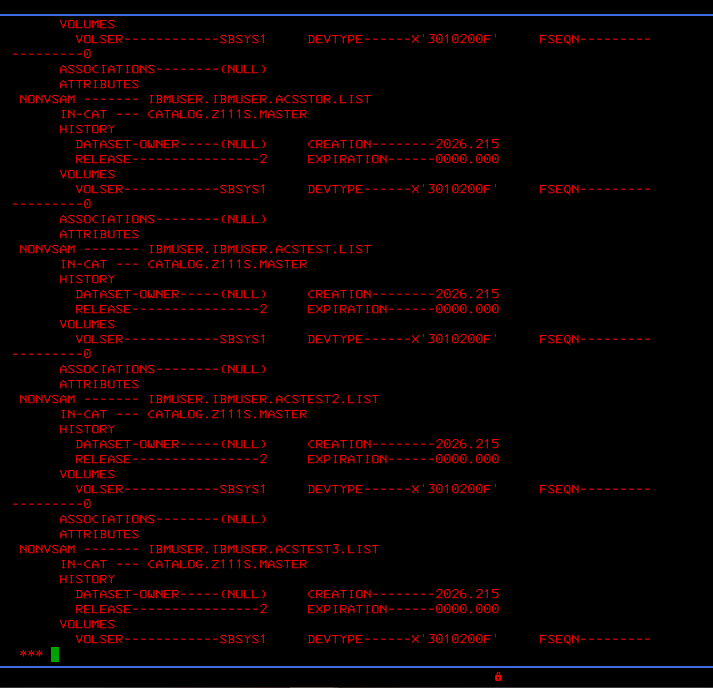 VOLUMES
VOLSER------------SBSYS1     DEVTYPE------X'3010200F'     FSEQN---------
---------0
ASSOCIATIONS--------(NULL)
ATTRIBUTES
NONVSAM ------- IBMUSER.IBMUSER.ACSSTOR.LIST
IN-CAT --- CATALOG.Z111S.MASTER
HISTORY
DATASET-OWNER-----(NULL)     CREATION--------2026.215
RELEASE----------------2     EXPIRATION------0000.000
VOLUMES
VOLSER------------SBSYS1     DEVTYPE------X'3010200F'     FSEQN---------
---------0
ASSOCIATIONS--------(NULL)
ATTRIBUTES
NONVSAM ------- IBMUSER.IBMUSER.ACSTEST.LIST
IN-CAT --- CATALOG.Z111S.MASTER
HISTORY
DATASET-OWNER-----(NULL)     CREATION--------2026.215
RELEASE----------------2     EXPIRATION------0000.000
VOLUMES
VOLSER------------SBSYS1     DEVTYPE------X'3010200F'     FSEQN---------
---------0
ASSOCIATIONS--------(NULL)
ATTRIBUTES
NONVSAM ------- IBMUSER.IBMUSER.ACSTEST2.LIST
IN-CAT --- CATALOG.Z111S.MASTER
HISTORY
DATASET-OWNER-----(NULL)     CREATION--------2026.215
RELEASE----------------2     EXPIRATION------0000.000
VOLUMES
VOLSER------------SBSYS1     DEVTYPE------X'3010200F'     FSEQN---------
---------0
ASSOCIATIONS--------(NULL)
ATTRIBUTES
NONVSAM ------- IBMUSER.IBMUSER.ACSTEST3.LIST
IN-CAT --- CATALOG.Z111S.MASTER
HISTORY
DATASET-OWNER-----(NULL)     CREATION--------2026.215
RELEASE----------------2     EXPIRATION------0000.000
VOLUMES
VOLSER------------SBSYS1     DEVTYPE------X'3010200F'     FSEQN---------
***